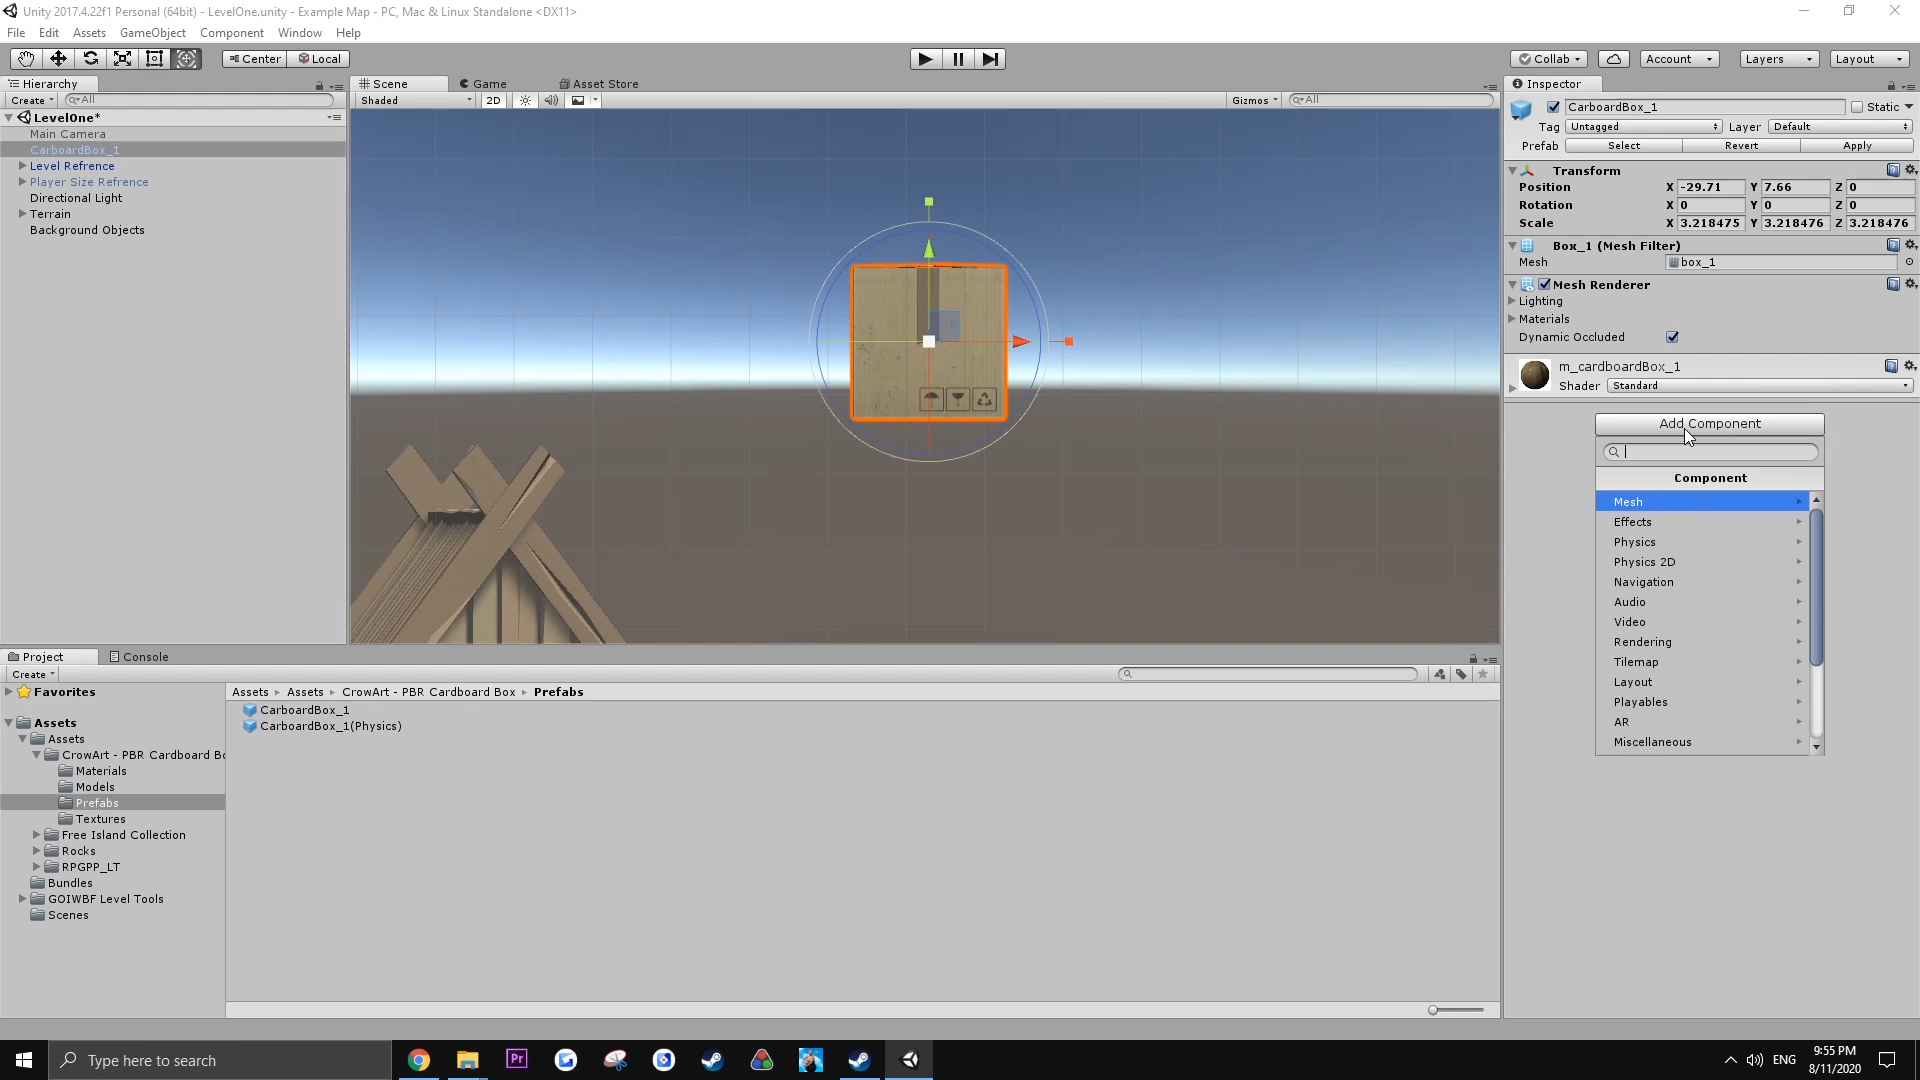 Unity 2017.4.22f1 Personal (64bit) - LevelOne.unity - Example Map - PC, Mac & Linux Standalone <DX11>
File Edit Assets GameObject Component Window Help
Center Local
Collab Account Layers Layout
Hierarchy
Create All
LevelOne*
Main Camera
CarboardBox_1
Level Refrence
Player Size Refrence
Directional Light
Terrain
Background Objects
Scene Game Asset Store
Shaded 2D Gizmos All
Inspector
CarboardBox_1 Static
Tag Untagged Layer Default
Prefab Select Revert Apply
Transform
Position X -29.71 Y 7.66 Z 0
Rotation X 0 Y 0 Z 0
Scale X 3.218475 Y 3.218476 Z 3.218476
Box_1 (Mesh Filter)
Mesh box_1
Mesh Renderer
Lighting
Materials
Dynamic Occluded
m_cardboardBox_1
Shader Standard
Add Component
Component
Mesh
Effects
Physics
Physics 2D
Navigation
Audio
Video
Rendering
Tilemap
Layout
Playables
AR
Miscellaneous
Project Console
Create
Favorites
Assets
Assets
CrowArt - PBR Cardboard Bo
Materials
Models
Prefabs
Textures
Free Island Collection
Rocks
RPGPP_LT
Bundles
GOIWBF Level Tools
Scenes
Assets Assets CrowArt - PBR Cardboard Box Prefabs
CarboardBox_1
CarboardBox_1(Physics)
Type here to search
Pr
ENG
9:55 PM
8/11/2020